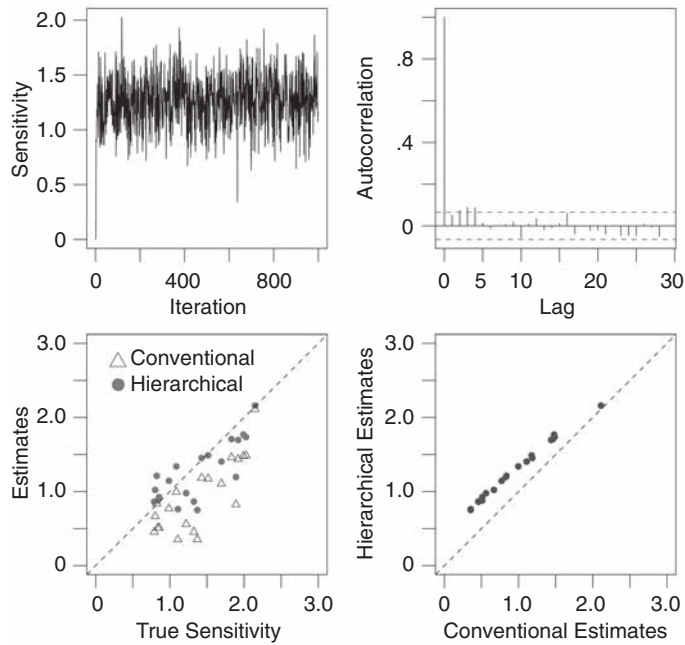 2.0
1.5
1.0
0.5
0
Sensitivity
0 400 800
Iteration
.8
.4
0
Autocorrelation
0 5 10 20 30
Lag
3.0
2.0
1.0
0
Estimates
Conventional
Hierarchical
0 1.0 2.0 3.0
True Sensitivity
3.0
2.0
1.0
0
Hierarchical Estimates
0 1.0 2.0 3.0
Conventional Estimates